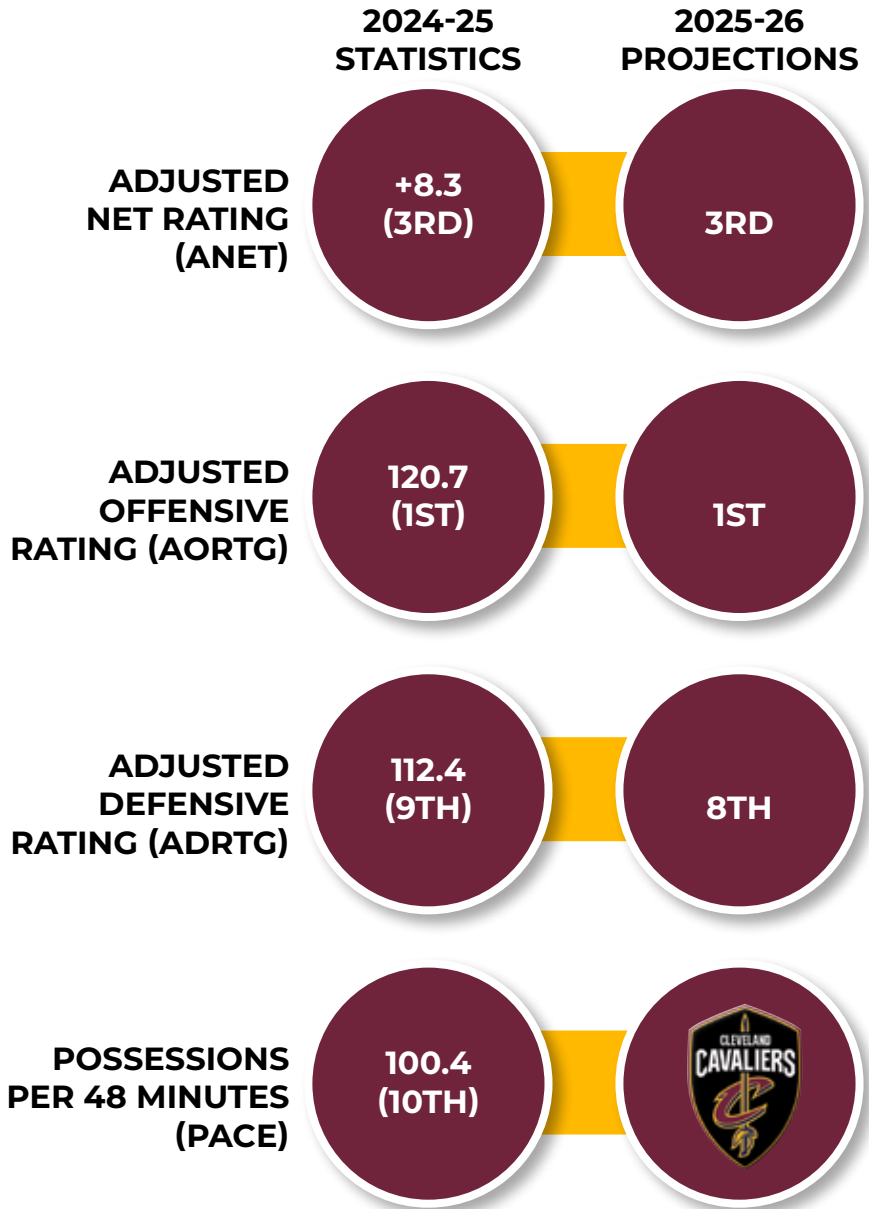 2024-25
STATISTICS
2025-26
PROJECTIONS
ADJUSTED
NET RATING
(ANET)
+8.3
(3RD)
3RD
ADJUSTED
OFFENSIVE
RATING (AORTG)
120.7
(1ST)
1ST
ADJUSTED
DEFENSIVE
RATING (ADRTG)
112.4
(9TH)
8TH
POSSESSIONS
PER 48 MINUTES
(PACE)
100.4
(10TH)
CLEVELAND
CAVALIERS
C